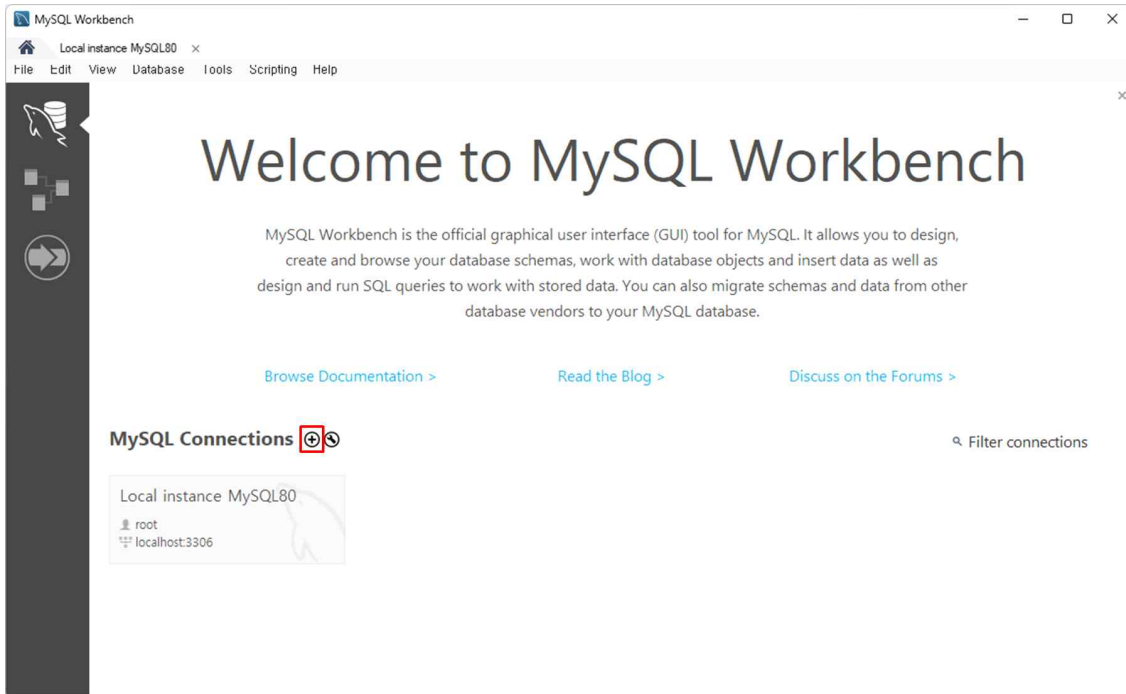 MySQL Workbench
Local instance MySQL80
File Edit View Database Tools Scripting Help
Welcome to MySQL Workbench
MySQL Workbench is the official graphical user interface (GUI) tool for MySQL. It allows you to design,
create and browse your database schemas, work with database objects and insert data as well as
design and run SQL queries to work with stored data. You can also migrate schemas and data from other
database vendors to your MySQL database.
Browse Documentation > Read the Blog > Discuss on the Forums >
MySQL Connections
Filter connections
Local instance MySQL80
root
localhost:3306